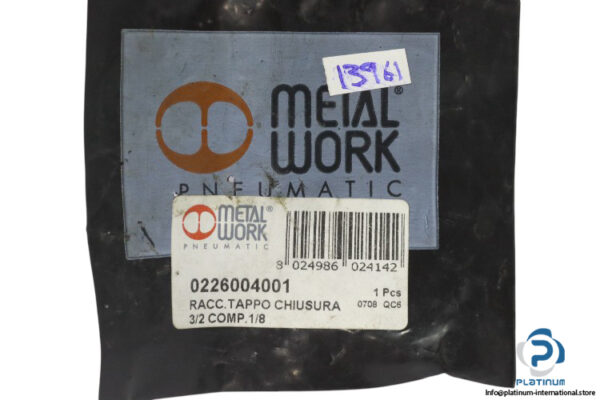 13961
METAL®
WORK
PNEUMATIC
METAL®
WORK
PNEUMATIC
8 024986 024142
0226004001
1 Pcs
RACC.TAPPO CHIUSURA
0708 QC6
3/2 COMP.1/8
PLATINUM
Info@platinum-international.store